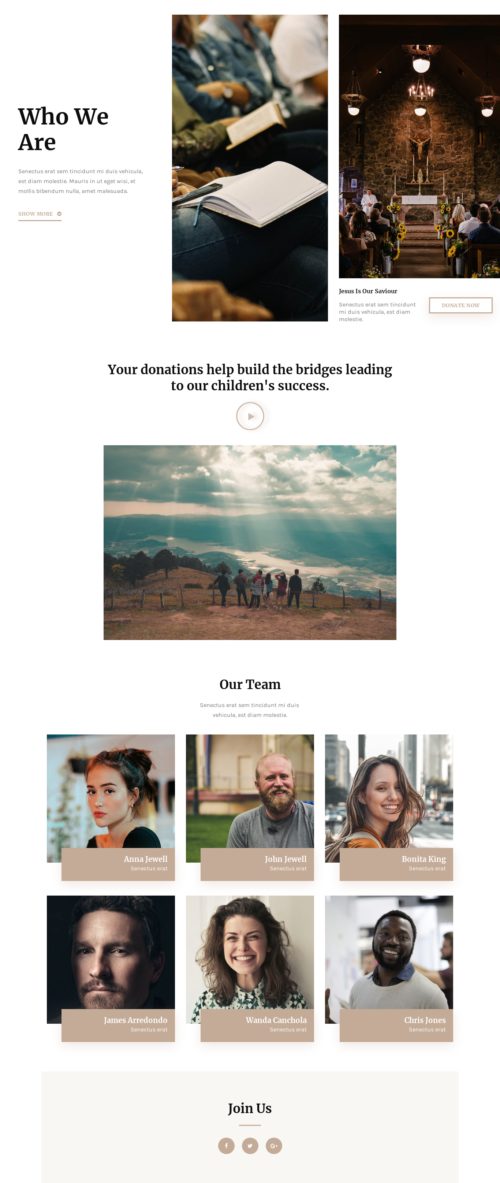 Who We
Are
Senectus erat sem tincidunt mi duis vehicula,
est diam molestie. Mauris in ut eget wisi, et
mollis bibendum nulla, amet malesuada.
SHOW MORE
Jesus Is Our Saviour
Senectus erat sem tincidunt
mi duis vehicula, est diam
molestie.
DONATE NOW
Your donations help build the bridges leading
to our children's success.
Our Team
Senectus erat sem tincidunt mi duis
vehicula, est diam molestie.
Anna Jewell
Senectus erat
John Jewell
Senectus erat
Bonita King
Senectus erat
James Arredondo
Senectus erat
Wanda Canchola
Senectus erat
Chris Jones
Senectus erat
Join Us